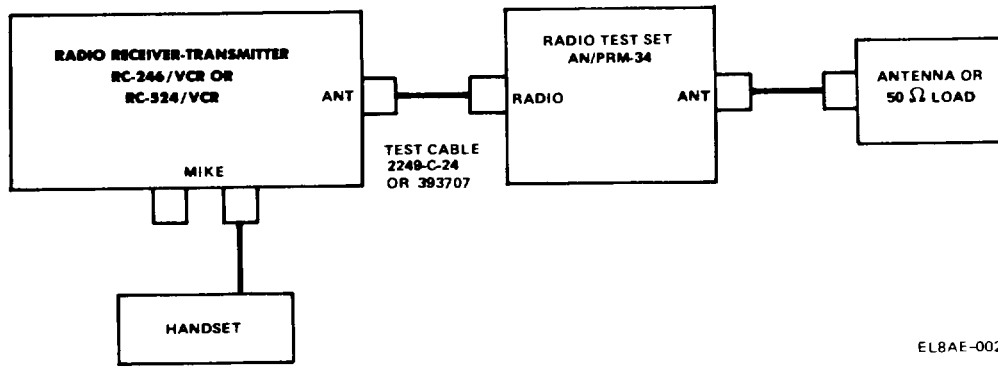 RADIO RECEIVER-TRANSMITTER
RC-246/VCR OR
RC-524/VCR
ANT
MIKE
TEST CABLE
2249-C-24
OR 393707
RADIO TEST SET
AN/PRM-34
RADIO
ANT
ANTENNA OR
50 Ω LOAD
HANDSET
EL8AE-002